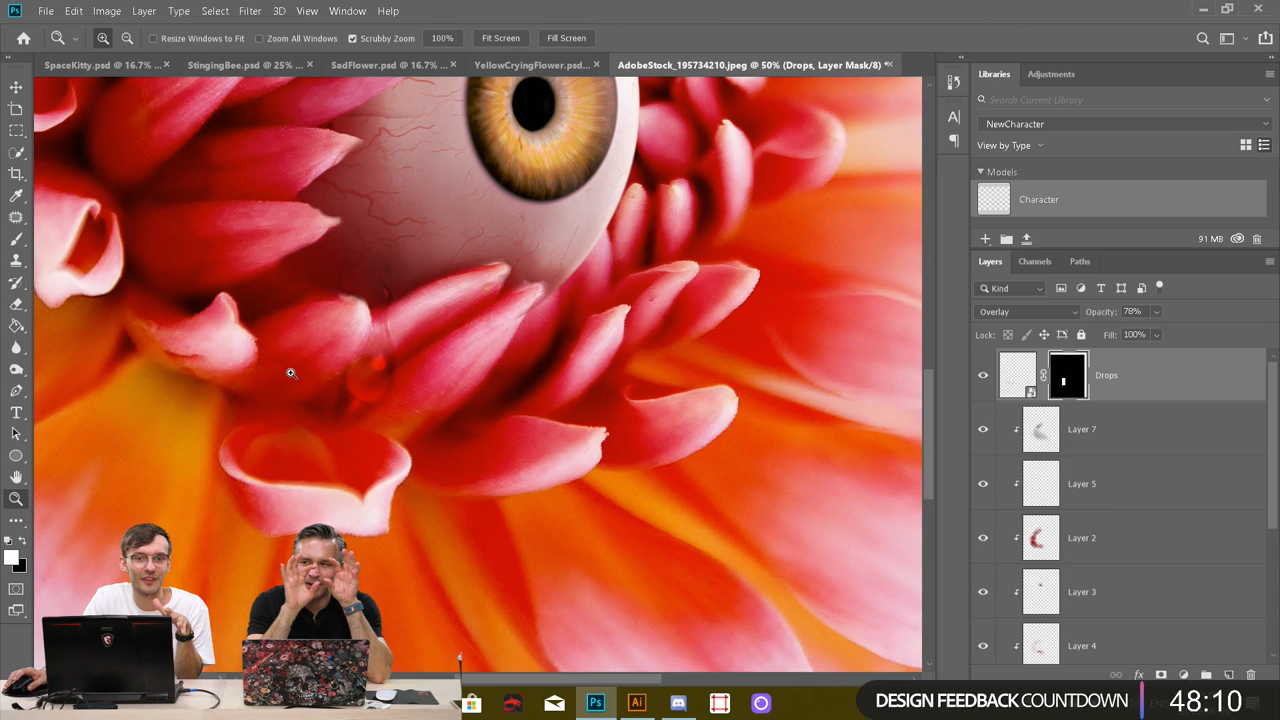 Ps File Edit Image Layer Type Select Filter 3D View Window Help
Resize Windows to Fit Zoom All Windows Scrubby Zoom 100% Fit Screen Fill Screen
SpaceKitty.psd @ 16.7% ... × StingingBee.psd @ 25% ... × SadFlower.psd @ 16.7% ... × YellowCryingFlower.psd... × AdobeStock_195734210.jpeg @ 50% (Drops, Layer Mask/8) * ×
Libraries Adjustments
Search Current Library
NewCharacter
View by Type
Models
Character
91 MB
Layers Channels Paths
Kind
Overlay Opacity: 78%
Lock: Fill: 100%
Drops
Layer 7
Layer 5
Layer 2
Layer 3
Layer 4
fx
Ps Ai
DESIGN FEEDBACK COUNTDOWN 48:10